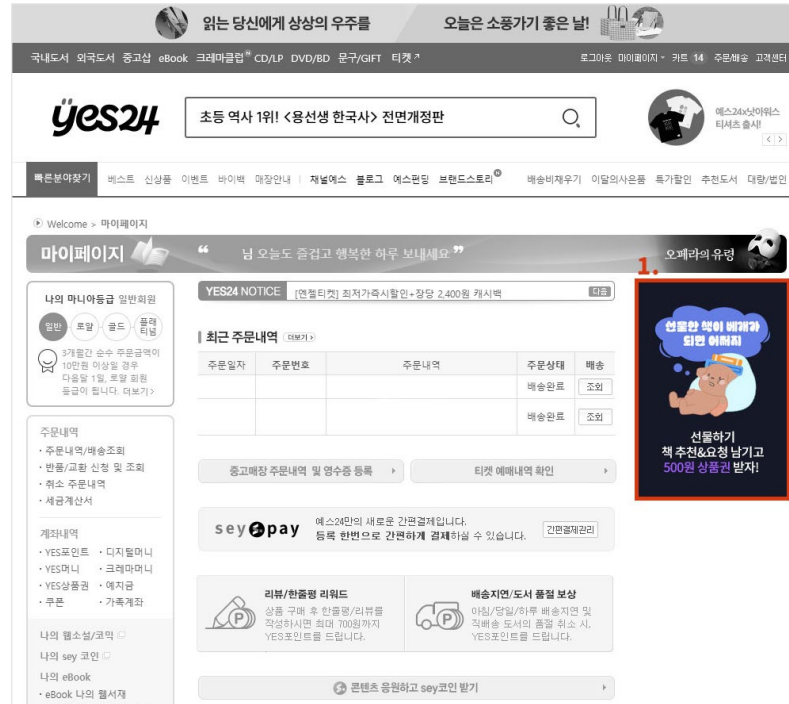 읽는 당신에게 상상의 우주를
오늘은 소풍가기 좋은 날!
국내도서 외국도서 중고샵 eBook 크레마클럽 CD/LP DVD/BD 문구/GIFT 티켓
로그아웃 마이페이지 카트 14 주문/배송 고객센터
yes24
초등 역사 1위! <용선생 한국사> 전면개정판
예스24x낫아워스
티셔츠 출시!
빠른분야찾기 베스트 신상품 이벤트 바이백 매장안내 | 채널예스 블로그 예스펀딩 브랜드스토리
배송비재우기 이달의사은품 특가할인 추천도서 대량/법인
Welcome > 마이페이지
마이페이지
“ 님 오늘도 즐겁고 행복한 하루 보내세요 ”
오페라의 유령
1.
나의 마니아등급 일반회원
일반 로얄 골드 플래티넘
3개월간 순수 주문금액이
10만원 이상일 경우
다음달 1일, 로얄 회원
등급이 됩니다. 더보기>
YES24 NOTICE [엔젤티켓] 최저가즉시할인+장당 2,400원 캐시백 다음
최근 주문내역 더보기>
주문일자 주문번호 주문내역 주문상태 배송
배송완료 조회
배송완료 조회
중고매장 주문내역 및 영수증 등록
티켓 예매내역 확인
선물한 책이 베개가
되면 어떠지
선물하기
책 추천&요청 남기고
500원 상품권 받자!
주문내역
· 주문내역/배송조회
· 반품/교환 신청 및 조회
· 취소 주문내역
· 세금계산서
sey pay
예스24만의 새로운 간편결제입니다.
등록 한번으로 간편하게 결제하실 수 있습니다.
간편결제관리
계좌내역
· YES포인트 · 디지털머니
· YES머니 · 크레마머니
· YES상품권 · 예치금
· 쿠폰 · 가족계좌
리뷰/한줄평 리워드
상품 구매 후 한줄평/리뷰를
작성하시면 최대 700원까지
YES포인트를 드립니다.
배송지연/도서 품절 보상
아침/당일/하루 배송지연 및
직배송 도서의 품절 취소 시,
YES포인트를 드립니다.
나의 웹소설/코믹
나의 sey 코인
나의 eBook
· eBook 나의 웹서재
콘텐츠 응원하고 sey코인 받기